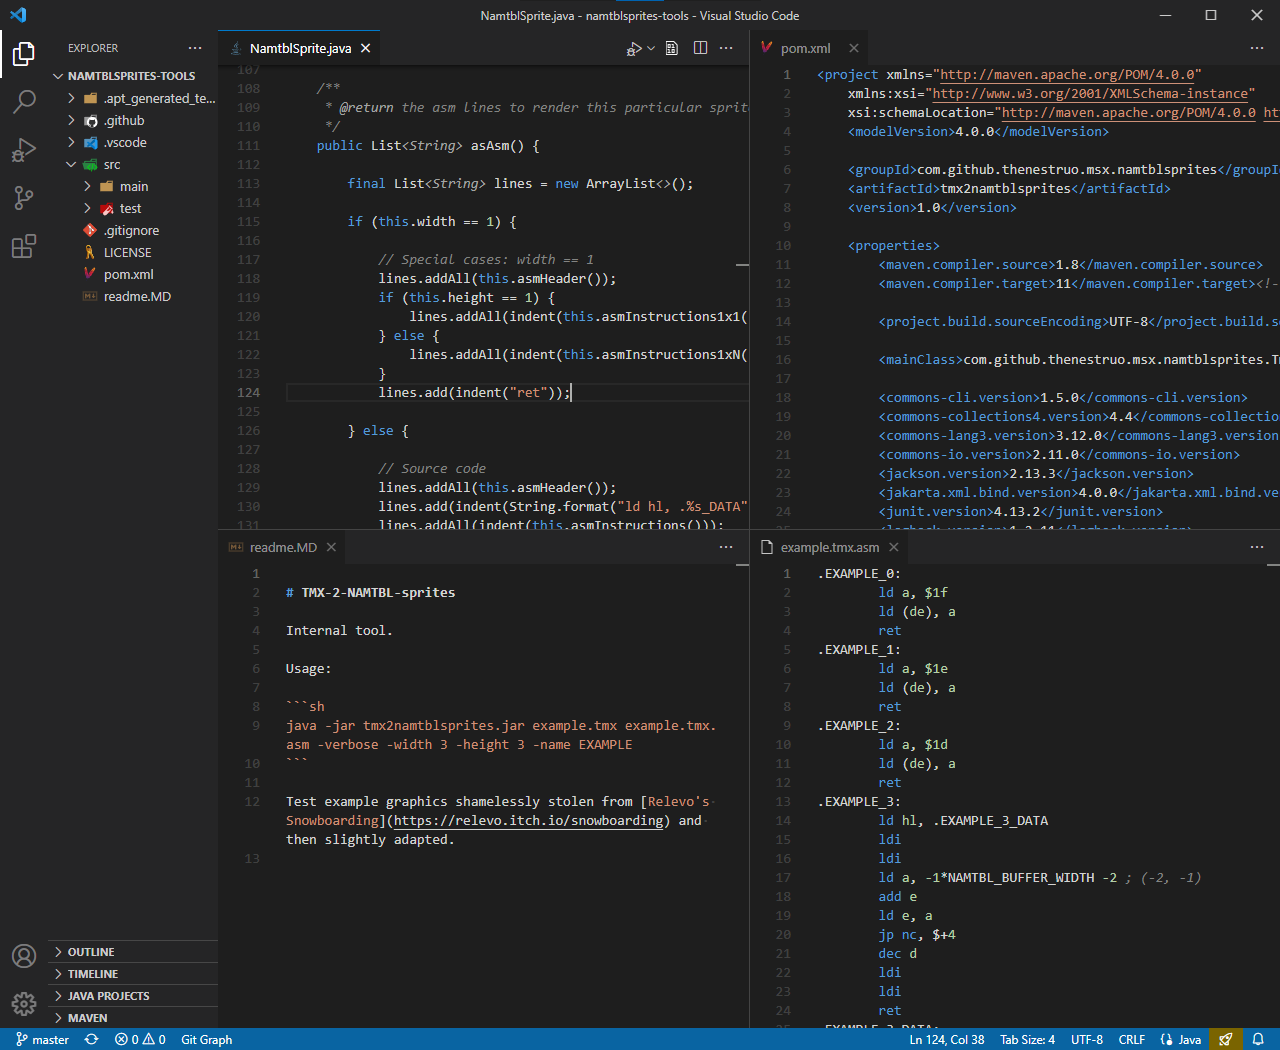 NamtblSprite.java - namtblsprites-tools - Visual Studio Code
EXPLORER
NAMTBLSPRITES-TOOLS
.apt_generated_te...
.github
.vscode
src
main
test
.gitignore
LICENSE
pom.xml
readme.MD
OUTLINE
TIMELINE
JAVA PROJECTS
MAVEN
NamtblSprite.java
107
108 /**
109 * @return the asm lines to render this particular sprit
110 */
111 public List<String> asAsm() {
112
113 final List<String> lines = new ArrayList<>();
114
115 if (this.width == 1) {
116
117 // Special cases: width == 1
118 lines.addAll(this.asmHeader());
119 if (this.height == 1) {
120 lines.addAll(indent(this.asmInstructions1x1(
121 } else {
122 lines.addAll(indent(this.asmInstructions1xN(
123 }
124 lines.add(indent("ret"));
125
126 } else {
127
128 // Source code
129 lines.addAll(this.asmHeader());
130 lines.add(indent(String.format("ld hl, .%s_DATA"
131 lines.addAll(indent(this.asmInstructions()));
pom.xml
1 <project xmlns="http://maven.apache.org/POM/4.0.0"
2 xmlns:xsi="http://www.w3.org/2001/XMLSchema-instance"
3 xsi:schemaLocation="http://maven.apache.org/POM/4.0.0 ht
4 <modelVersion>4.0.0</modelVersion>
5
6 <groupId>com.github.thenestruo.msx.namtblsprites</groupId
7 <artifactId>tmx2namtblsprites</artifactId>
8 <version>1.0</version>
9
10 <properties>
11 <maven.compiler.source>1.8</maven.compiler.source>
12 <maven.compiler.target>11</maven.compiler.target><!-
13
14 <project.build.sourceEncoding>UTF-8</project.build.so
15
16 <mainClass>com.github.thenestruo.msx.namtblsprites.Tm
17
18 <commons-cli.version>1.5.0</commons-cli.version>
19 <commons-collections4.version>4.4</commons-collectio
20 <commons-lang3.version>3.12.0</commons-lang3.version
21 <commons-io.version>2.11.0</commons-io.version>
22 <jackson.version>2.13.3</jackson.version>
23 <jakarta.xml.bind.version>4.0.0</jakarta.xml.bind.ve
24 <junit.version>4.13.2</junit.version>
25 <logback.version>1.2.11</logback.version>
readme.MD
1
2 # TMX-2-NAMTBL-sprites
3
4 Internal tool.
5
6 Usage:
7
8 ```sh
9 java -jar tmx2namtblsprites.jar example.tmx example.tmx.
asm -verbose -width 3 -height 3 -name EXAMPLE
10 ```
11
12 Test example graphics shamelessly stolen from [Relevo's
Snowboarding](https://relevo.itch.io/snowboarding) and
then slightly adapted.
13
example.tmx.asm
1 .EXAMPLE_0:
2 ld a, $1f
3 ld (de), a
4 ret
5 .EXAMPLE_1:
6 ld a, $1e
7 ld (de), a
8 ret
9 .EXAMPLE_2:
10 ld a, $1d
11 ld (de), a
12 ret
13 .EXAMPLE_3:
14 ld hl, .EXAMPLE_3_DATA
15 ldi
16 ldi
17 ld a, -1*NAMTBL_BUFFER_WIDTH -2 ; (-2, -1)
18 add e
19 ld e, a
20 jp nc, $+4
21 dec d
22 ldi
23 ldi
24 ret
25 .EXAMPLE_3_DATA:
master 0 0 Git Graph Ln 124, Col 38 Tab Size: 4 UTF-8 CRLF Java